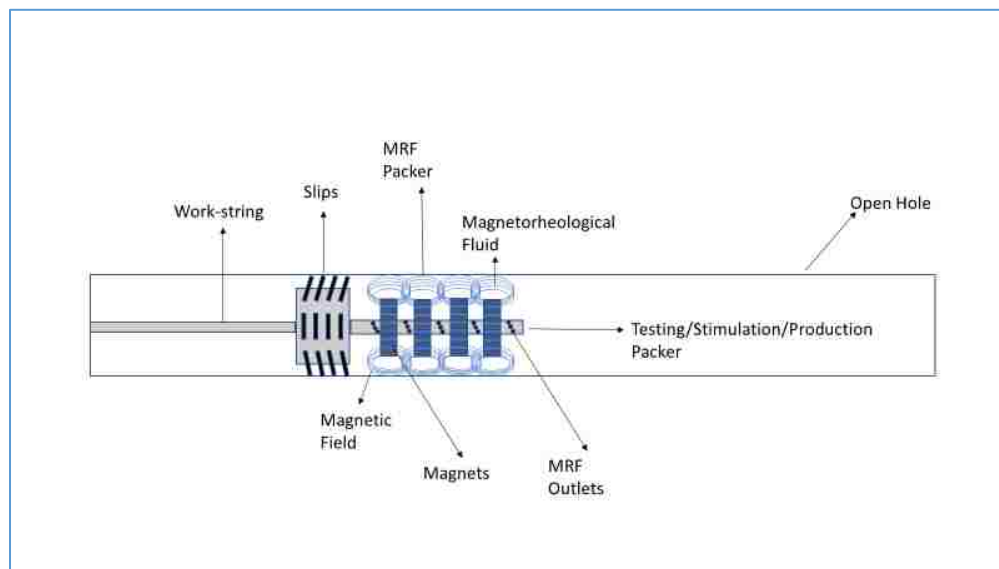 MRF
Packer
Slips
Work-string
Magnetorheological
Fluid
Open Hole
Testing/Stimulation/Production
Packer
Magnetic
Field
Magnets
MRF
Outlets